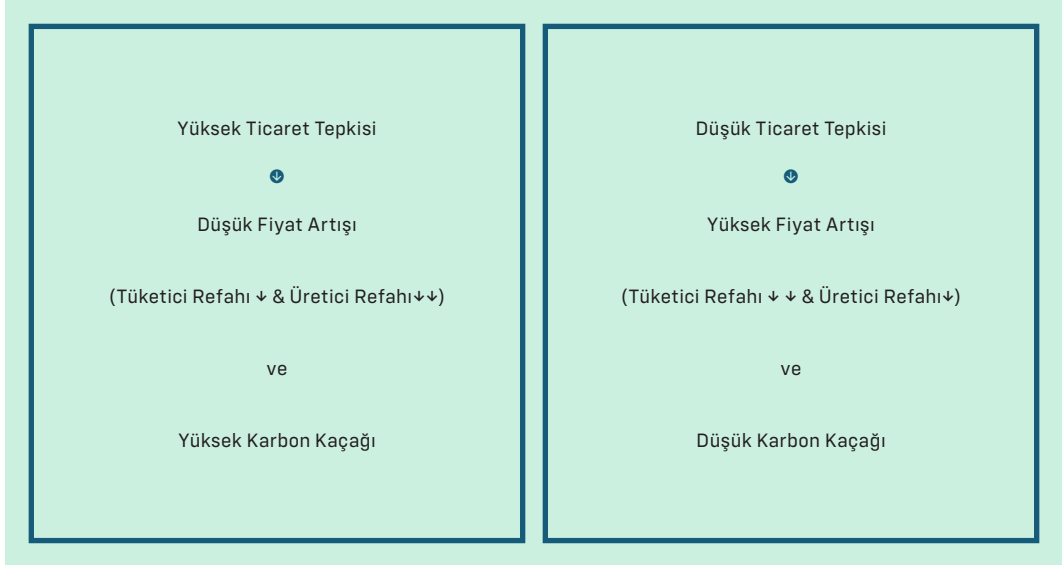 Yüksek Ticaret Tepkisi
↓
Düşük Fiyat Artışı
(Tüketici Refahı ↓ & Üretici Refahı↓↓)
ve
Yüksek Karbon Kaçağı
Düşük Ticaret Tepkisi
↓
Yüksek Fiyat Artışı
(Tüketici Refahı ↓ ↓ & Üretici Refahı↓)
ve
Düşük Karbon Kaçağı